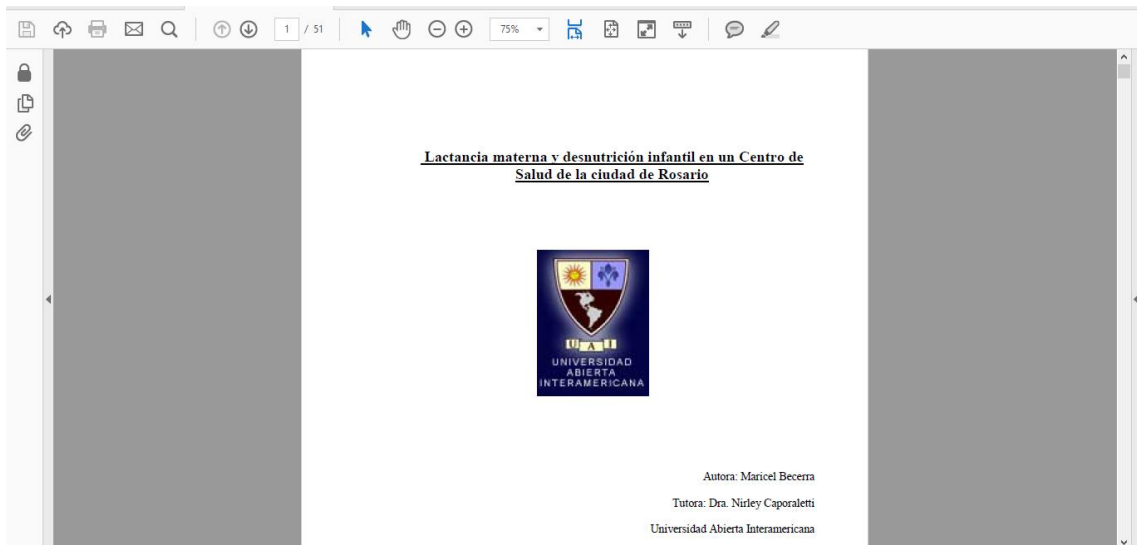 1 / 51
75%
Lactancia materna y desnutrición infantil en un Centro de
Salud de la ciudad de Rosario
U A I
UNIVERSIDAD
ABIERTA
INTERAMERICANA
Autora: Maricel Becerra
Tutora: Dra. Nirley Caporaletti
Universidad Abierta Interamericana